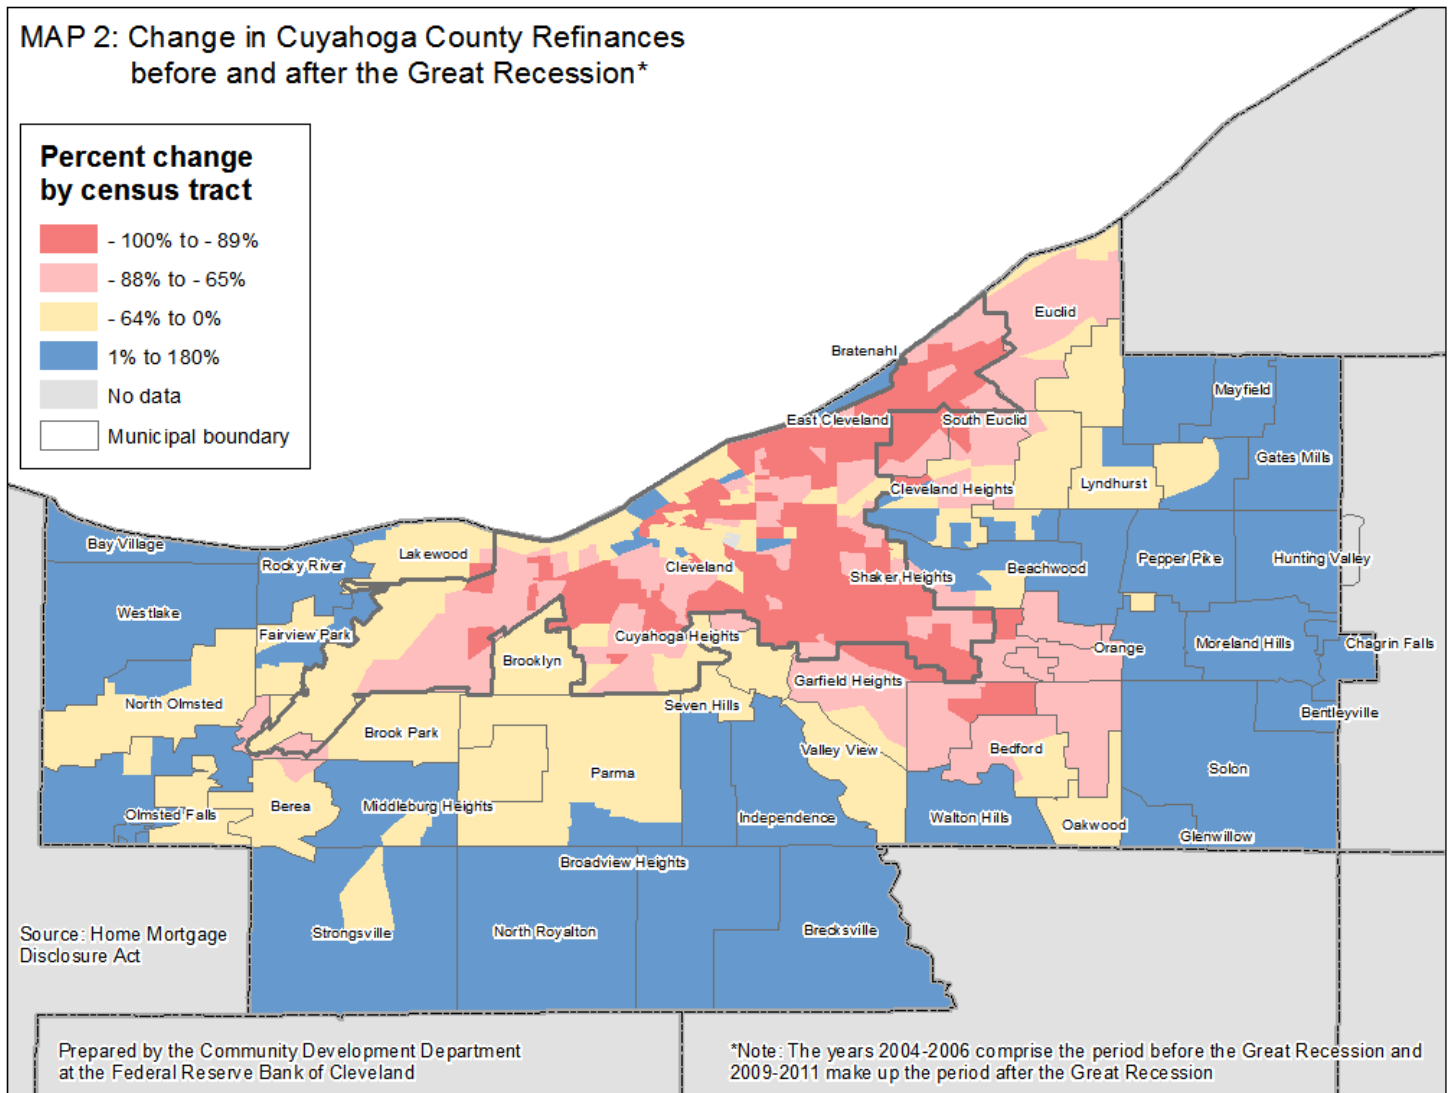 MAP 2: Change in Cuyahoga County Refinances
before and after the Great Recession*
Percent change
by census tract
- 100% to - 89%
- 88% to - 65%
- 64% to 0%
1% to 180%
No data
Municipal boundary
Euclid
Bratenahl
Mayfield
East Cleveland
South Euclid
Gates Mills
Lyndhurst
Cleveland Heights
Bay Village
Lakewood
Rocky River
Cleveland
Shaker Heights
Beachwood
Pepper Pike
Hunting Valley
Westlake
Fairview Park
Cuyahoga Heights
Brooklyn
Orange
Moreland Hills
Chagrin Falls
Garfield Heights
North Olmsted
Seven Hills
Bentleyville
Brook Park
Valley View
Bedford
Parma
Solon
Olmsted Falls
Berea
Middleburg Heights
Independence
Walton Hills
Oakwood
Glenwillow
Broadview Heights
Strongsville
North Royalton
Brecksville
Source: Home Mortgage
Disclosure Act
Prepared by the Community Development Department
at the Federal Reserve Bank of Cleveland
*Note: The years 2004-2006 comprise the period before the Great Recession and
2009-2011 make up the period after the Great Recession